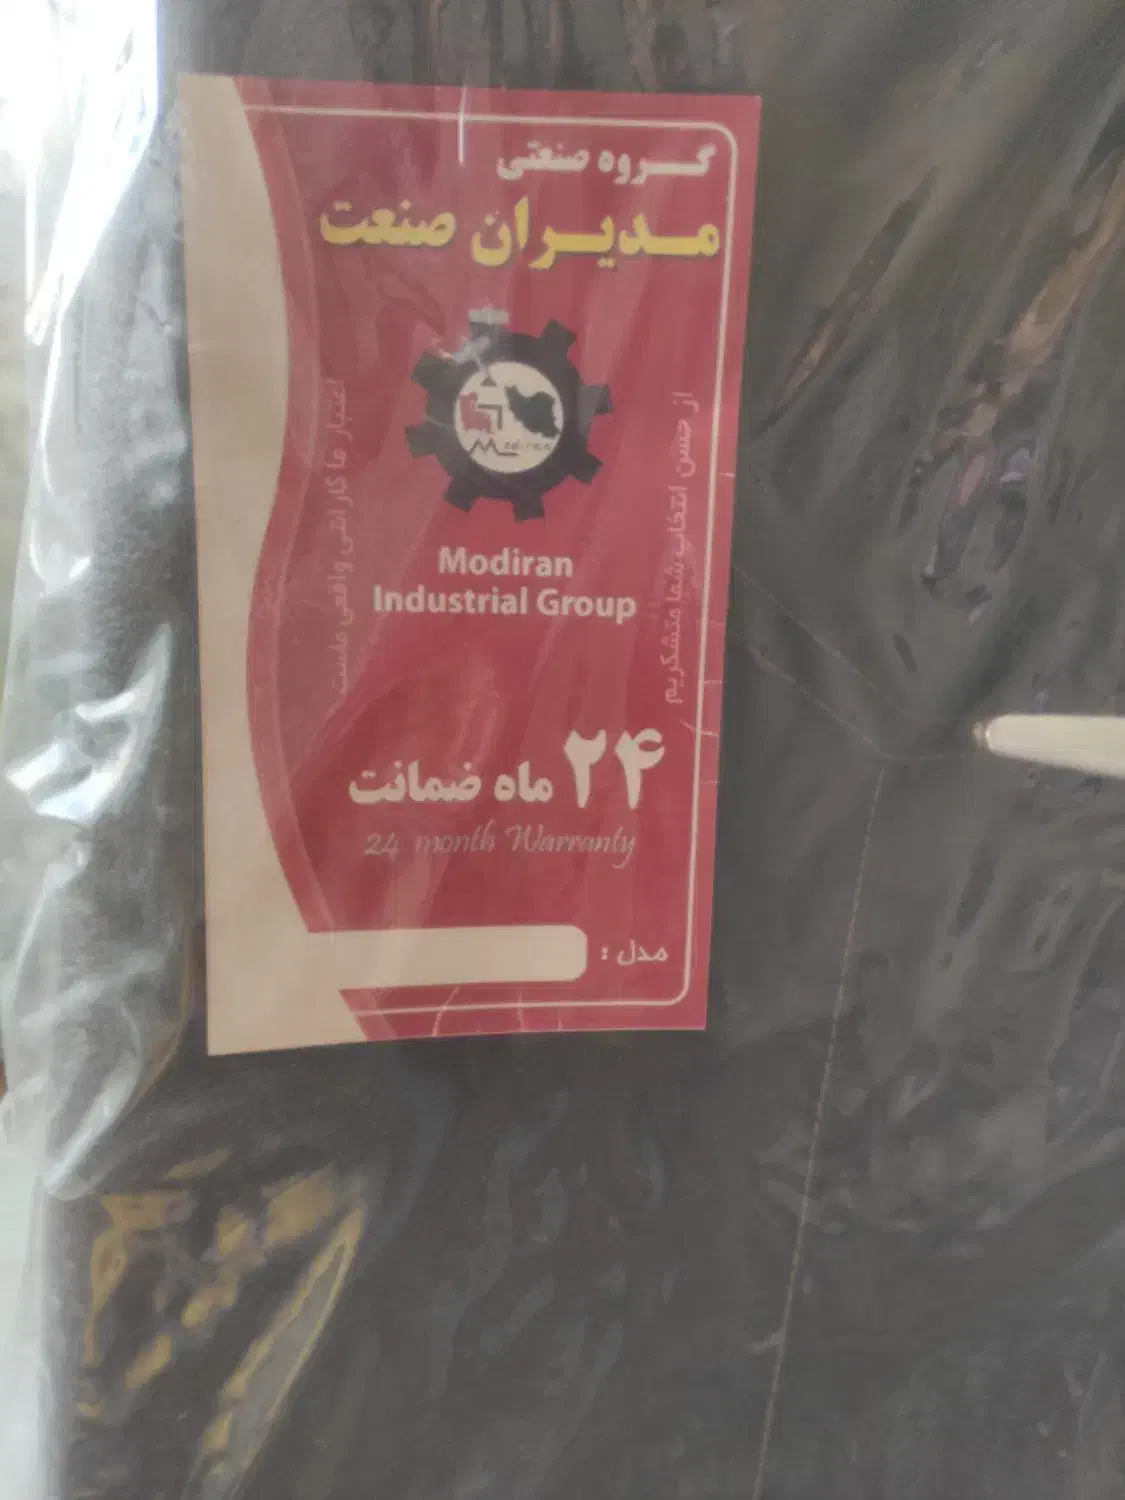 گروه صنعتی
مدیران صنعت
Modiran
اعتبار ما گارانتی واقعی ماست
از حسن انتخاب شما متشکریم
Modiran
Industrial Group
۲۴ ماه ضمانت
24 month Warranty
مدل :